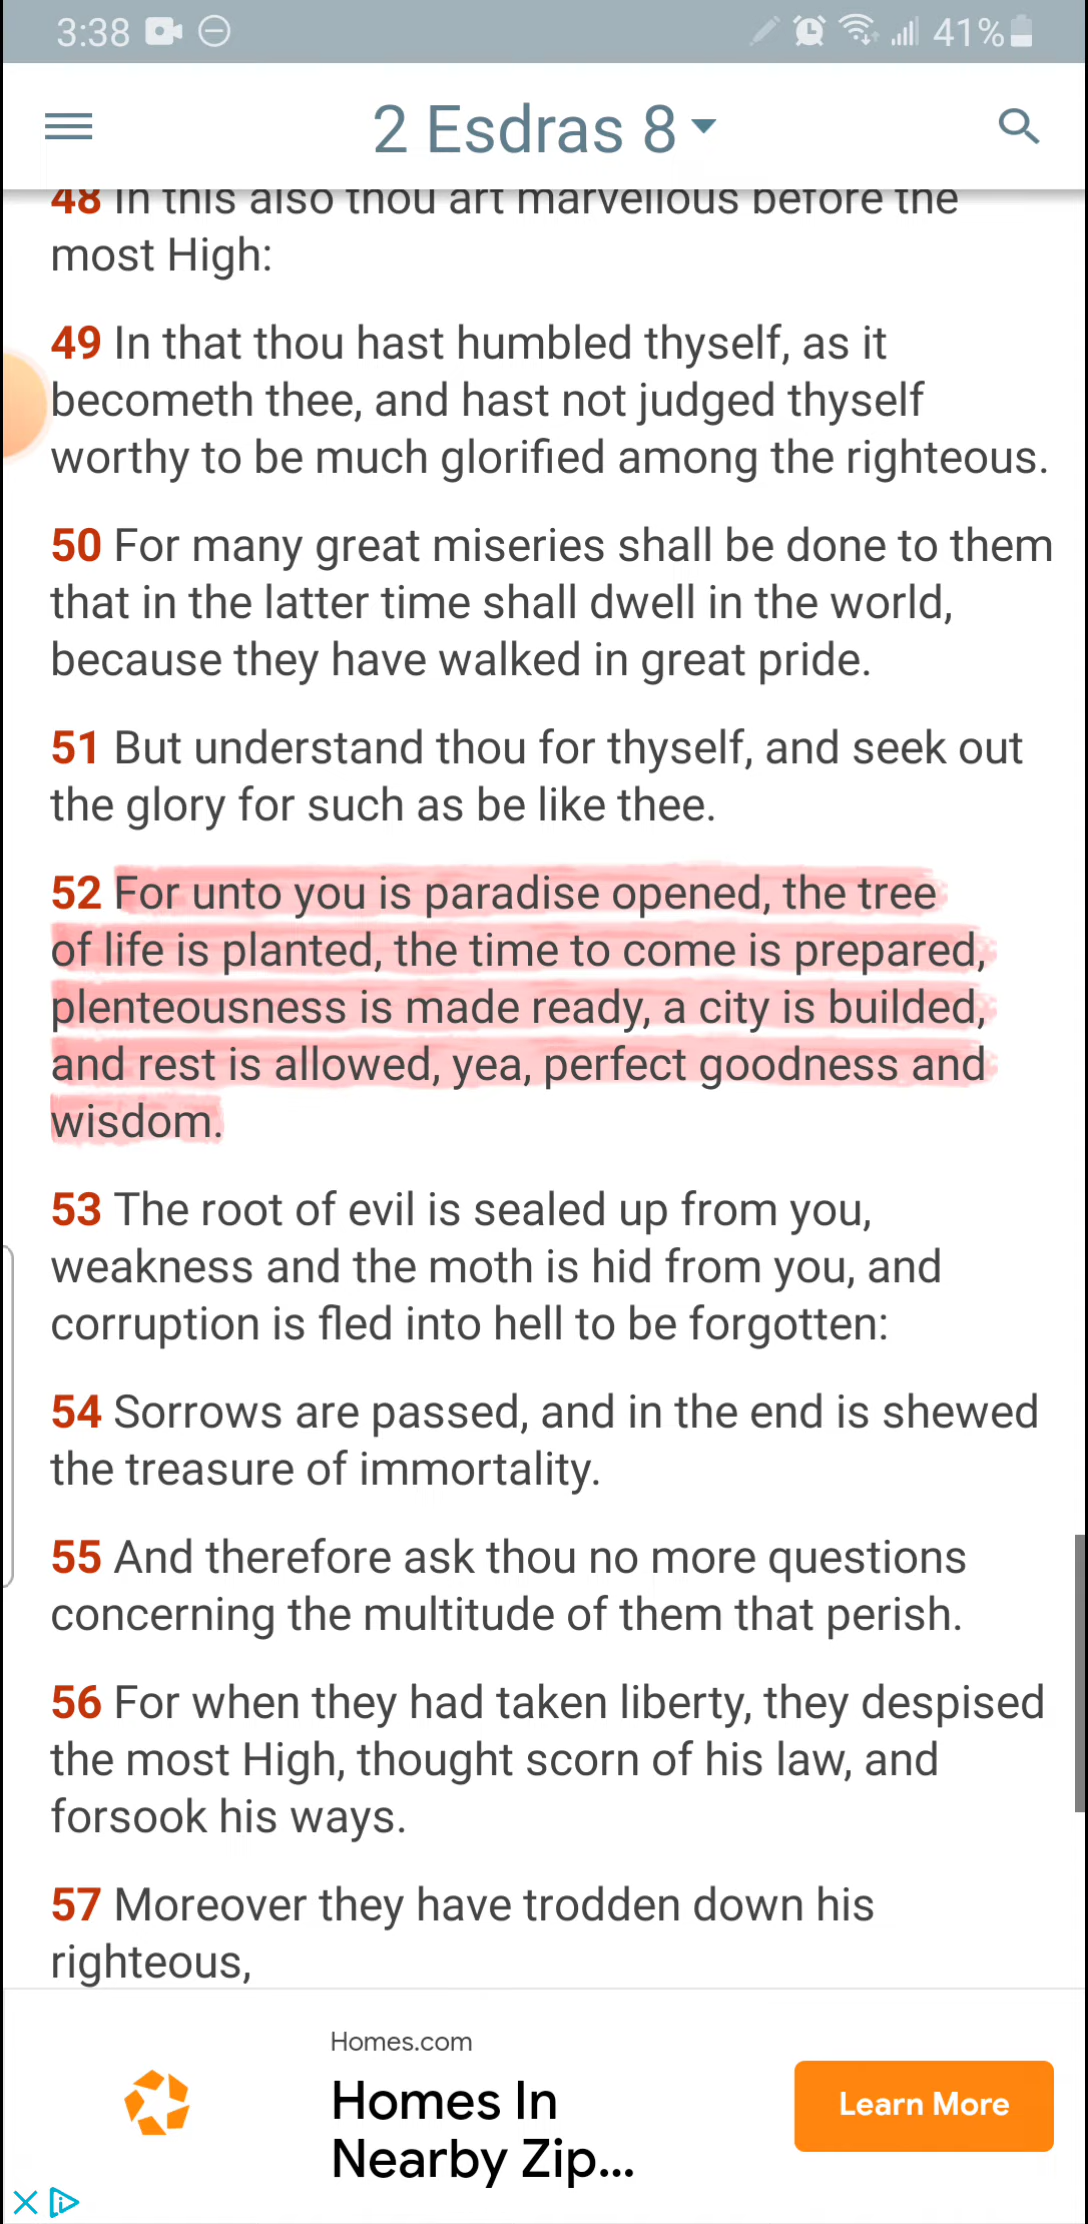 3:38 41%
2 Esdras 8
48 In this also thou art marvellous before the
most High:
49 In that thou hast humbled thyself, as it
becometh thee, and hast not judged thyself
worthy to be much glorified among the righteous.
50 For many great miseries shall be done to them
that in the latter time shall dwell in the world,
because they have walked in great pride.
51 But understand thou for thyself, and seek out
the glory for such as be like thee.
52 For unto you is paradise opened, the tree
of life is planted, the time to come is prepared,
plenteousness is made ready, a city is builded,
and rest is allowed, yea, perfect goodness and
wisdom.
53 The root of evil is sealed up from you,
weakness and the moth is hid from you, and
corruption is fled into hell to be forgotten:
54 Sorrows are passed, and in the end is shewed
the treasure of immortality.
55 And therefore ask thou no more questions
concerning the multitude of them that perish.
56 For when they had taken liberty, they despised
the most High, thought scorn of his law, and
forsook his ways.
57 Moreover they have trodden down his
righteous,
Homes.com
Homes In
Nearby Zip...
Learn More